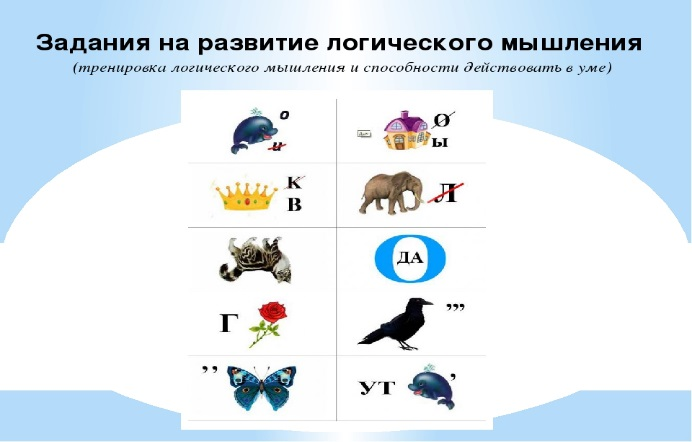 Задания на развитие логического мышления
(тренировка логического мышления и способности действовать в уме)
о
и
О
ы
К
В
Л
ДА
Г
,,,
,,
УТ ,